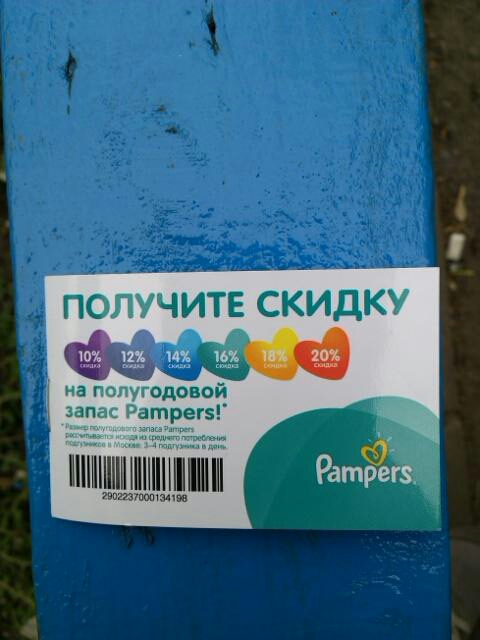 ПОЛУЧИТЕ СКИДКУ
10% 12% 14% 16% 18% 20%
скидка скидка скидка скидка скидка скидка
на полугодовой
запас Pampers!*
*Размер полугодового запаса Pampers
рассчитывается исходя из среднего потребления
подгузников в Москве: 3-4 подгузника в день.
2902237000134198
Pampers